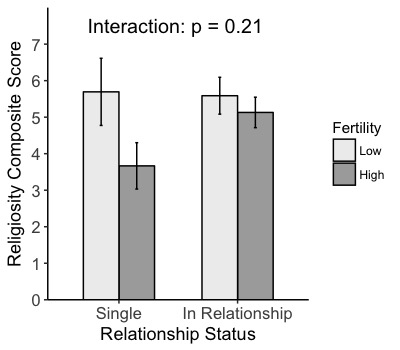 Interaction: p = 0.21
Religiosity Composite Score
7
6
5
4
3
2
1
0
Single In Relationship
Relationship Status
Fertility
Low
High